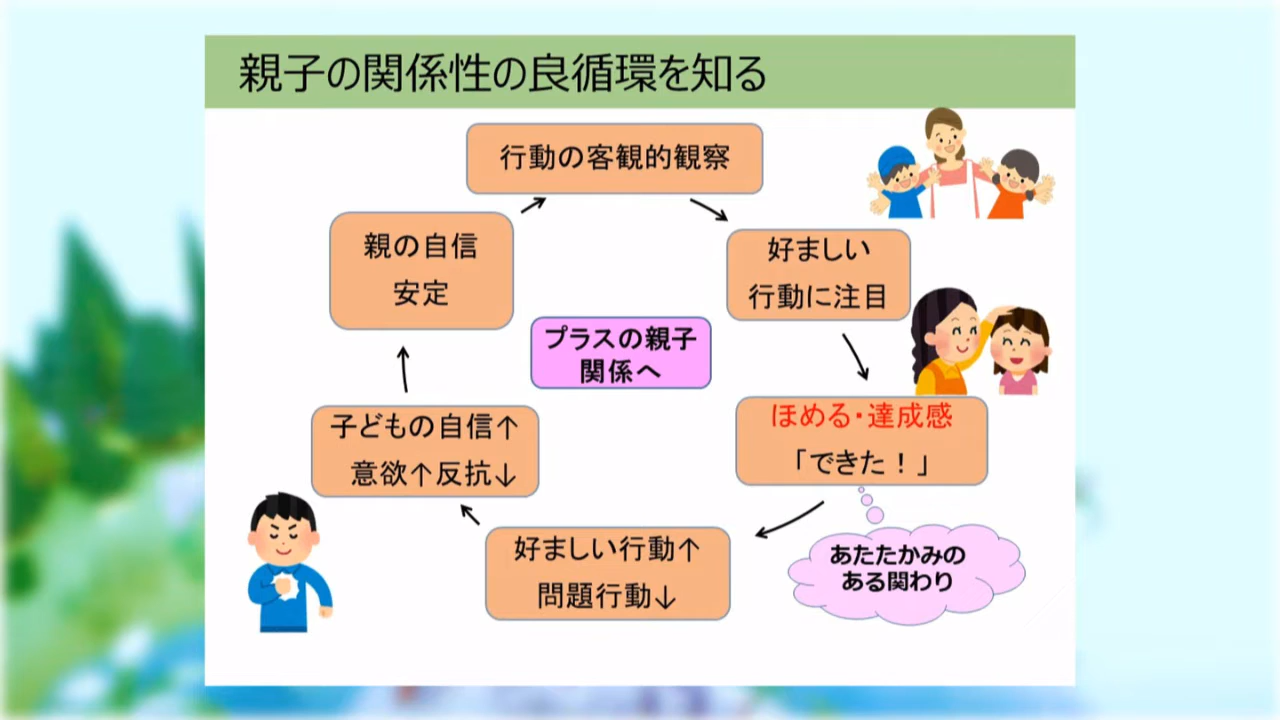 親子の関係性の良循環を知る
行動の客観的観察
好ましい
行動に注目
ほめる・達成感
「できた！」
あたたかみの
ある関わり
好ましい行動↑
問題行動↓
子どもの自信↑
意欲↑反抗↓
親の自信
安定
プラスの親子
関係へ